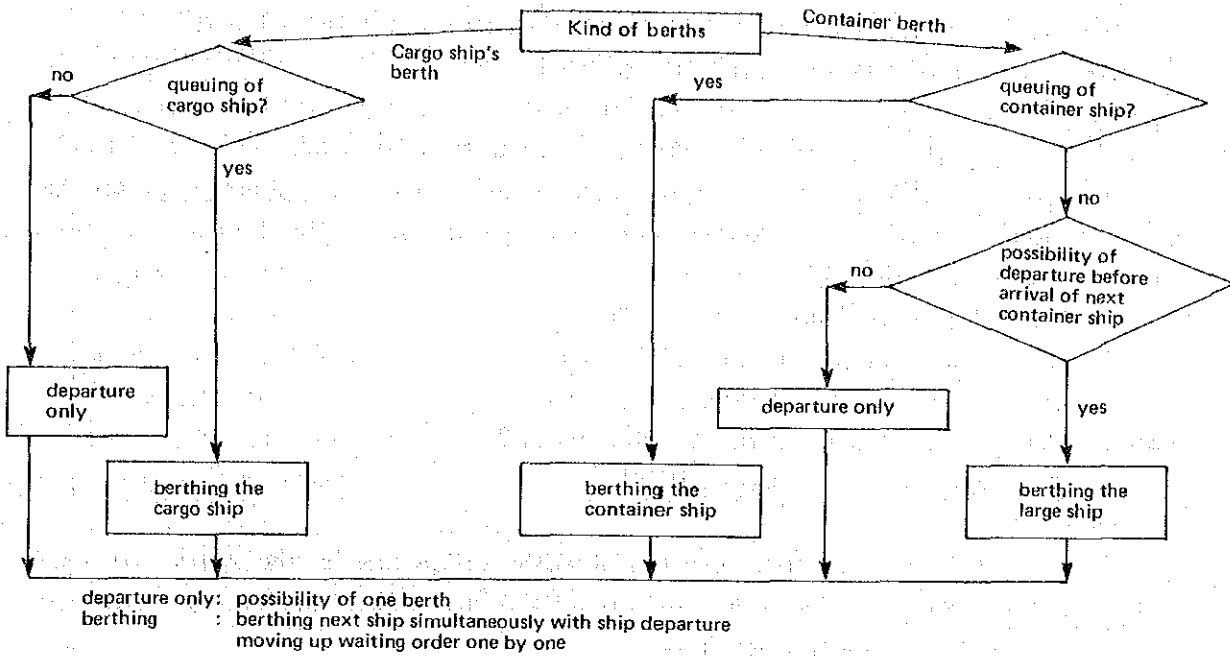 Kind of berths
Cargo ship's
berth
Container berth
no
queuing of
cargo ship?
yes
yes
queuing of
container ship?
no
no
possibility of
departure before
arrival of next
container ship
yes
departure
only
departure only
berthing the
cargo ship
berthing the
container ship
berthing the
large ship
departure only: possibility of one berth
berthing : berthing next ship simultaneously with ship departure
moving up waiting order one by one